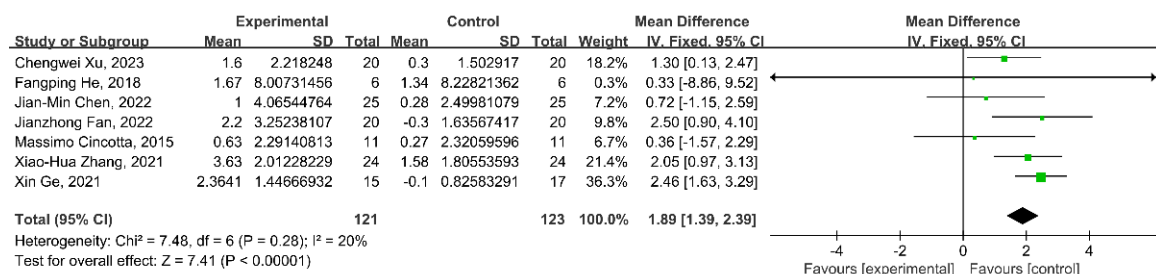 Experimental Control Mean Difference Mean Difference
Study or Subgroup Mean SD Total Mean SD Total Weight IV, Fixed, 95% CI IV, Fixed, 95% CI
Chengwei Xu, 2023 1.6 2.218248 20 0.3 1.502917 20 18.2% 1.30 [0.13, 2.47]
Fangping He, 2018 1.67 8.00731456 6 1.34 8.22821362 6 0.3% 0.33 [-8.86, 9.52]
Jian-Min Chen, 2022 1 4.06544764 25 0.28 2.49981079 25 7.2% 0.72 [-1.15, 2.59]
Jianzhong Fan, 2022 2.2 3.25238107 20 -0.3 1.63567417 20 9.8% 2.50 [0.90, 4.10]
Massimo Cincotta, 2015 0.63 2.29140813 11 0.27 2.32059596 11 6.7% 0.36 [-1.57, 2.29]
Xiao-Hua Zhang, 2021 3.63 2.01228229 24 1.58 1.80553593 24 21.4% 2.05 [0.97, 3.13]
Xin Ge, 2021 2.3641 1.44666932 15 -0.1 0.82583291 17 36.3% 2.46 [1.63, 3.29]
Total (95% CI) 121 123 100.0% 1.89 [1.39, 2.39]
Heterogeneity: Chi² = 7.48, df = 6 (P = 0.28); I² = 20%
Test for overall effect: Z = 7.41 (P < 0.00001)
-4 -2 0 2 4
Favours [experimental] Favours [control]